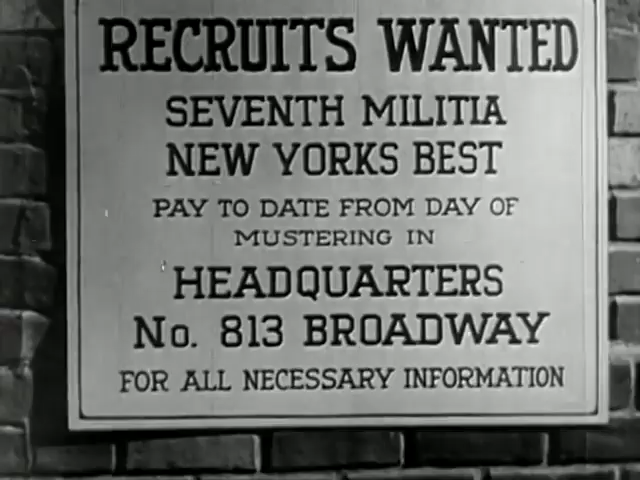 RECRUITS WANTED
SEVENTH MILITIA
NEW YORKS BEST
PAY TO DATE FROM DAY OF
MUSTERING IN
HEADQUARTERS
No. 813 BROADWAY
FOR ALL NECESSARY INFORMATION